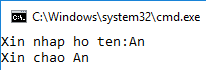 C:\Windows\system32\cmd.exe
Xin nhap ho ten:An
Xin chao An